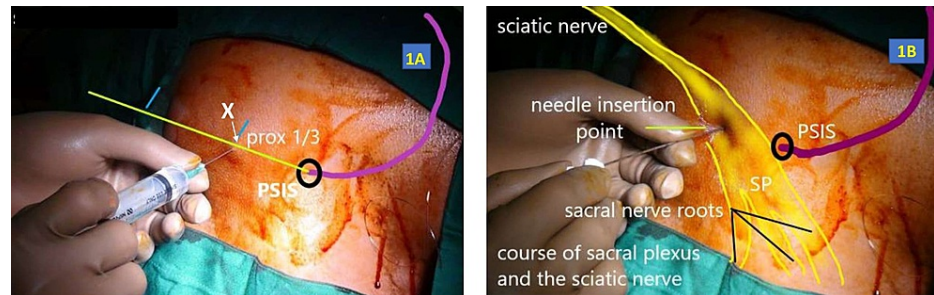 1A
X
prox 1/3
PSIS
sciatic nerve
1B
needle insertion
point
PSIS
SP
sacral nerve roots
course of sacral plexus
and the sciatic nerve